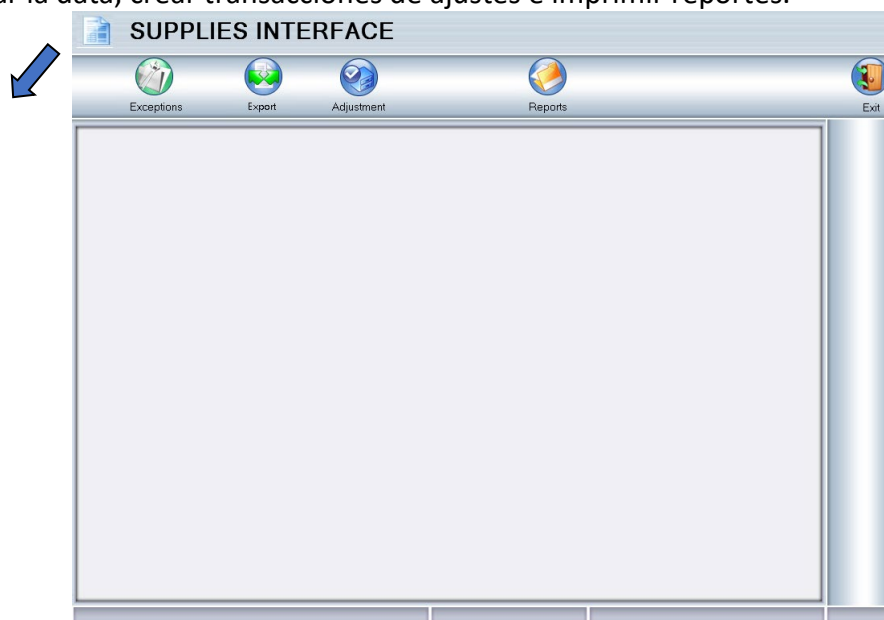 la data, crear transacciones de ajustes e imprimir reportes.
SUPPLIES INTERFACE
Exceptions Export Adjustment Reports Exit